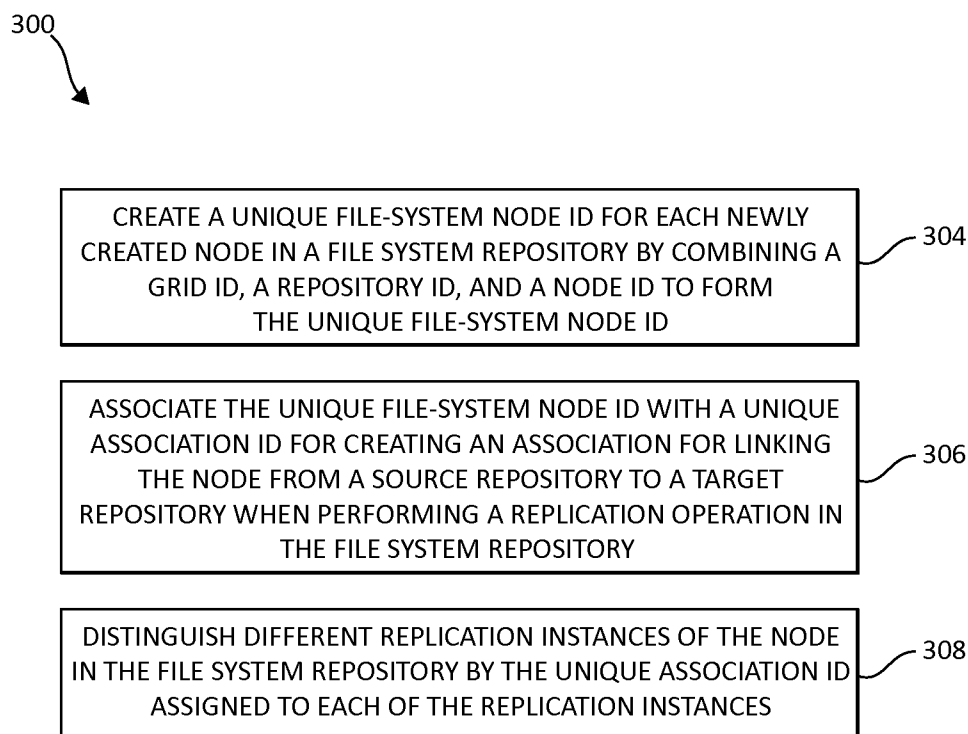 300
CREATE A UNIQUE FILE-SYSTEM NODE ID FOR EACH NEWLY
CREATED NODE IN A FILE SYSTEM REPOSITORY BY COMBINING A
GRID ID, A REPOSITORY ID, AND A NODE ID TO FORM
THE UNIQUE FILE-SYSTEM NODE ID
304
ASSOCIATE THE UNIQUE FILE-SYSTEM NODE ID WITH A UNIQUE
ASSOCIATION ID FOR CREATING AN ASSOCIATION FOR LINKING
THE NODE FROM A SOURCE REPOSITORY TO A TARGET
REPOSITORY WHEN PERFORMING A REPLICATION OPERATION IN
THE FILE SYSTEM REPOSITORY
306
DISTINGUISH DIFFERENT REPLICATION INSTANCES OF THE NODE
IN THE FILE SYSTEM REPOSITORY BY THE UNIQUE ASSOCIATION ID
ASSIGNED TO EACH OF THE REPLICATION INSTANCES
308